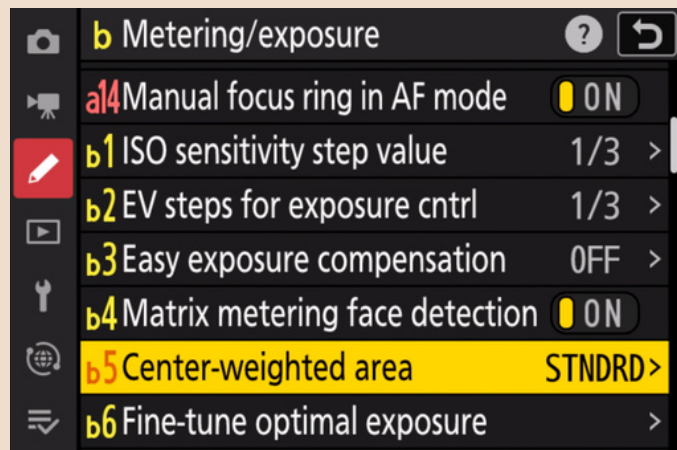 b Metering/exposure ?
a14 Manual focus ring in AF mode ON
b1 ISO sensitivity step value 1/3 >
b2 EV steps for exposure cntrl 1/3 >
b3 Easy exposure compensation OFF >
b4 Matrix metering face detection ON
b5 Center-weighted area STNDRD>
b6 Fine-tune optimal exposure >